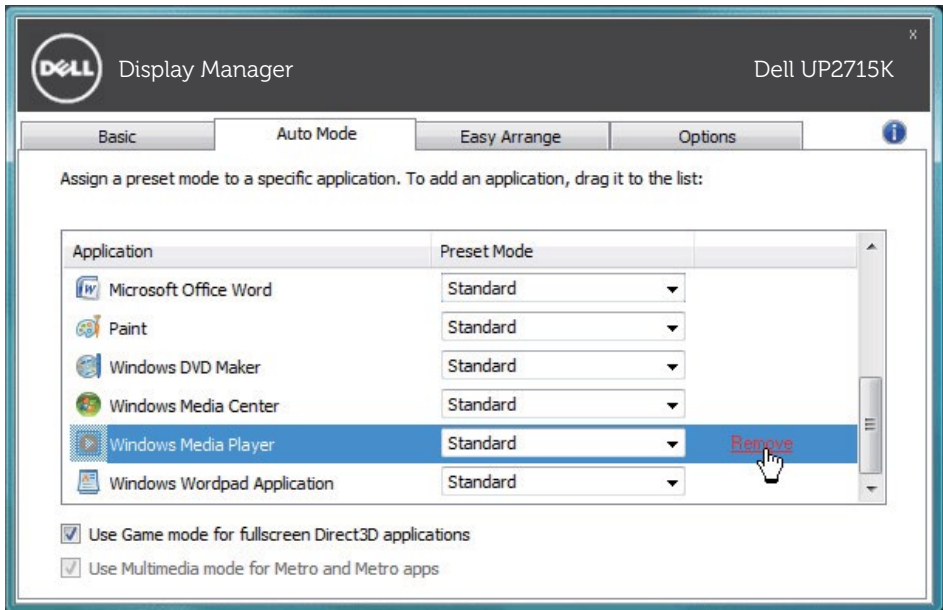 x
DELL Display Manager Dell UP2715K
Basic Auto Mode Easy Arrange Options i
Assign a preset mode to a specific application. To add an application, drag it to the list:
Application Preset Mode
Microsoft Office Word Standard
Paint Standard
Windows DVD Maker Standard
Windows Media Center Standard
Windows Media Player Standard Remove
Windows Wordpad Application Standard
Use Game mode for fullscreen Direct3D applications
Use Multimedia mode for Metro and Metro apps